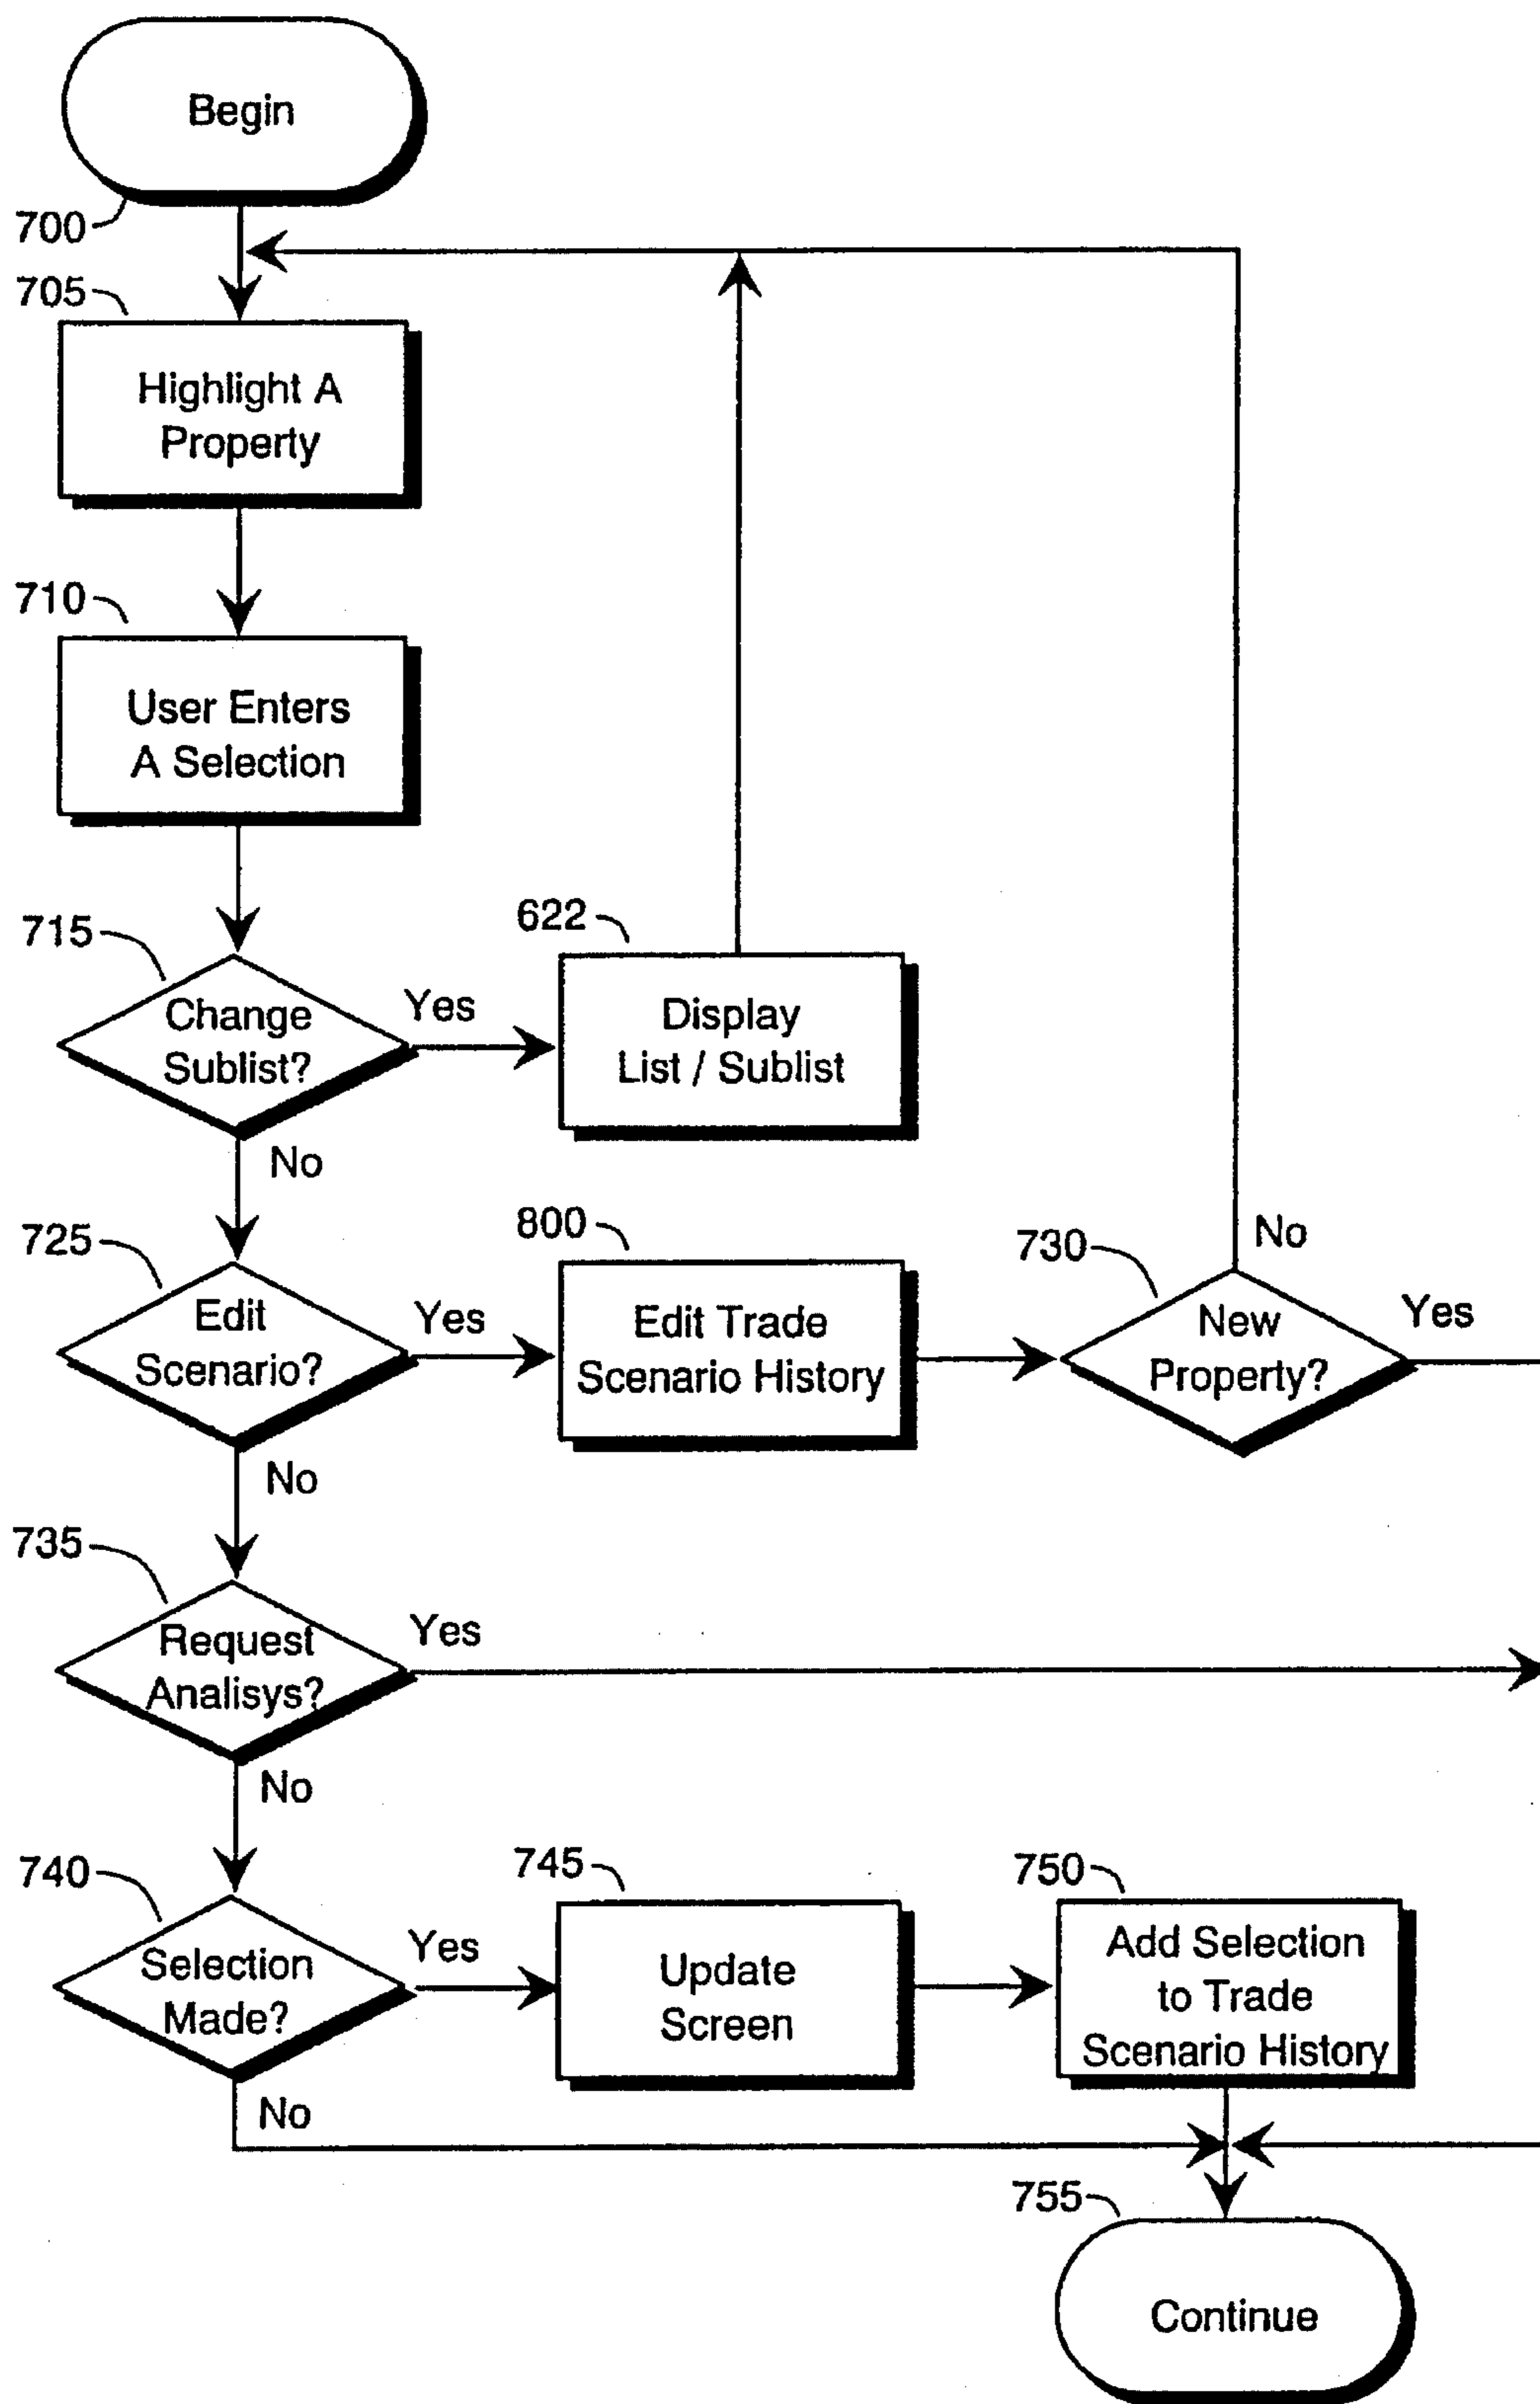 Begin
700
705
Highlight A
Property
710
User Enters
A Selection
715
Change
Sublist?
Yes
No
622
Display
List / Sublist
725
Edit
Scenario?
Yes
No
800
Edit Trade
Scenario History
730
New
Property?
No
Yes
735
Request
Analisys?
Yes
No
740
Selection
Made?
Yes
No
745
Update
Screen
750
Add Selection
to Trade
Scenario History
755
Continue